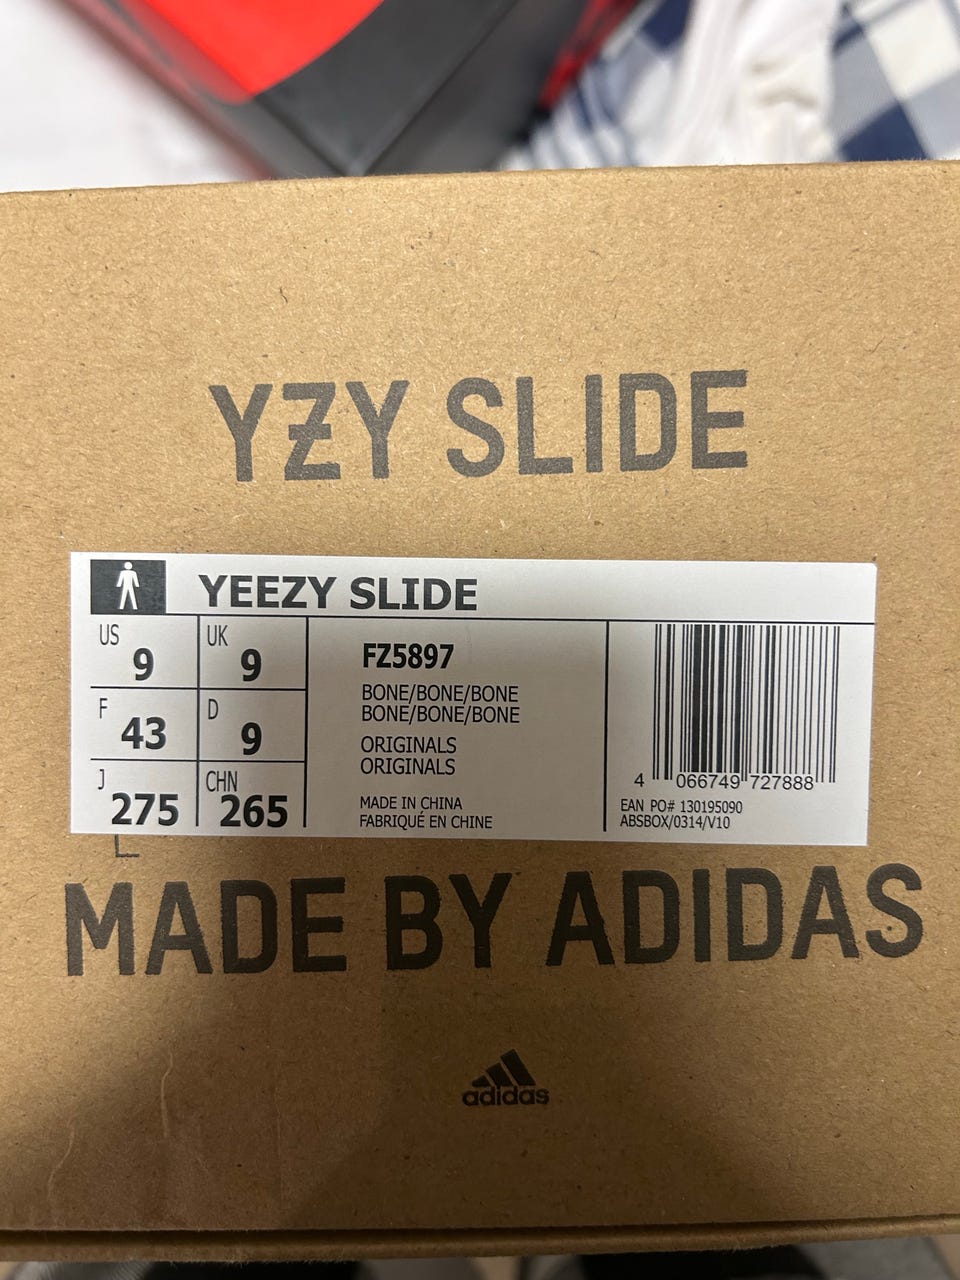 YZY SLIDE
YEEZY SLIDE
US 9 UK 9
F 43 D 9
J 275 CHN 265
FZ5897
BONE/BONE/BONE
BONE/BONE/BONE
ORIGINALS
ORIGINALS
MADE IN CHINA
FABRIQUÉ EN CHINE
4 066749 727888
EAN PO# 130195090
ABSBOX/0314/V10
MADE BY ADIDAS
adidas